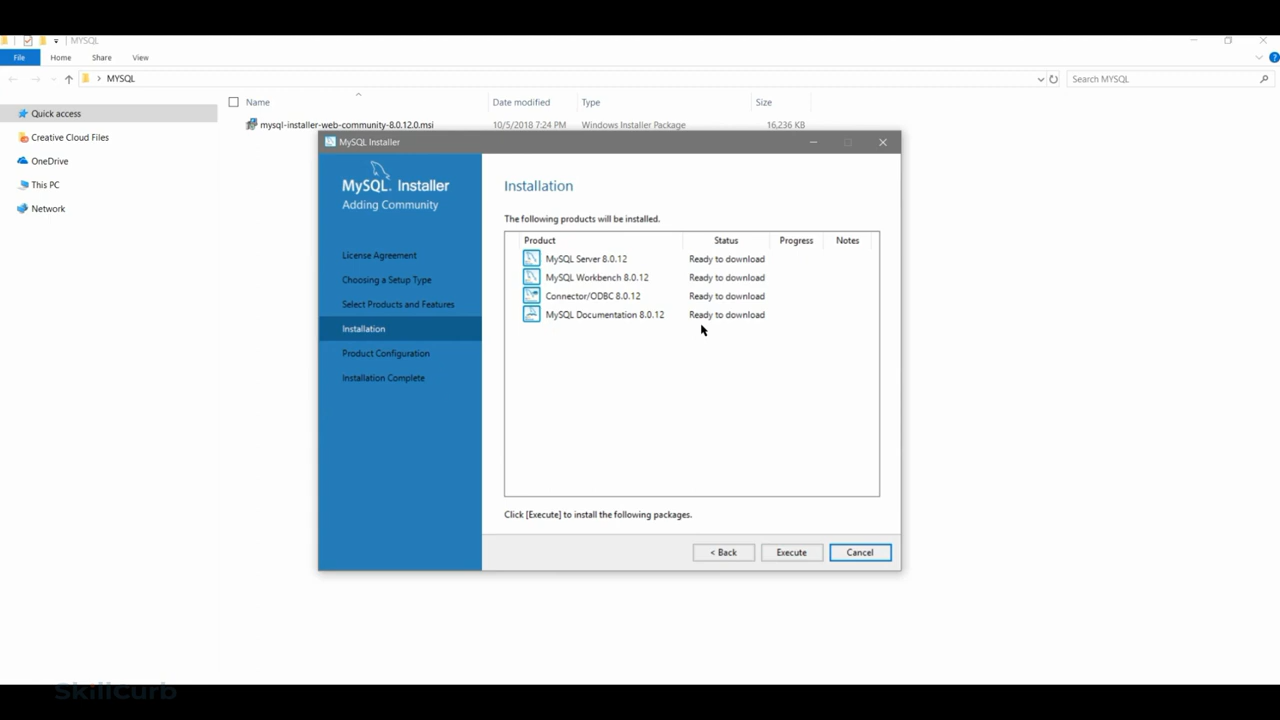 MYSQL
File Home Share View
MYSQL
Search MYSQL
Quick access
Creative Cloud Files
OneDrive
This PC
Network
Name Date modified Type Size
mysql-installer-web-community-8.0.12.0.msi 10/5/2018 7:24 PM Windows Installer Package 16,236 KB
MySQL Installer
MySQL. Installer
Adding Community
License Agreement
Choosing a Setup Type
Select Products and Features
Installation
Product Configuration
Installation Complete
Installation
The following products will be installed.
Product Status Progress Notes
MySQL Server 8.0.12 Ready to download
MySQL Workbench 8.0.12 Ready to download
Connector/ODBC 8.0.12 Ready to download
MySQL Documentation 8.0.12 Ready to download
Click [Execute] to install the following packages.
< Back Execute Cancel
SkillCurb